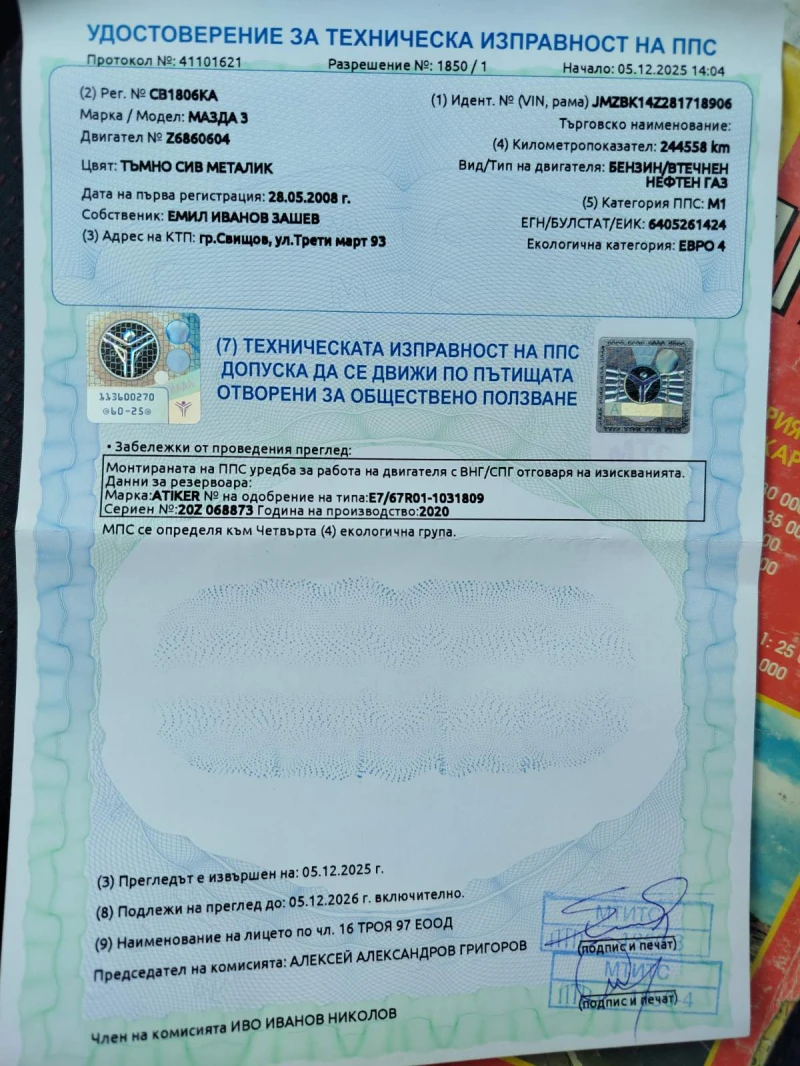 УДОСТОВЕРЕНИЕ ЗА ТЕХНИЧЕСКА ИЗПРАВНОСТ НА ППС
Протокол №: 41101621 Разрешение №: 1850 / 1 Начало: 05.12.2025 14:04
(2) Рег. № CB1806KA
(1) Идент. № (VIN, рама) JMZBK14Z281718906
Марка / Модел: МАЗДА 3
Търговско наименование:
Двигател № Z6860604
(4) Километропоказател: 244558 km
Цвят: ТЪМНО СИВ МЕТАЛИК
Вид/Тип на двигателя: БЕНЗИН/ВТЕЧНЕН
НЕФТЕН ГАЗ
Дата на първа регистрация: 28.05.2008 г.
(5) Категория ППС: M1
Собственик: ЕМИЛ ИВАНОВ ЗАШЕВ
ЕГН/БУЛСТАТ/ЕИК: 6405261424
(3) Адрес на КТП: гр.Свищов, ул.Трети март 93
Екологична категория: ЕВРО 4
(7) ТЕХНИЧЕСКАТА ИЗПРАВНОСТ НА ППС
ДОПУСКА ДА СЕ ДВИЖИ ПО ПЪТИЩАТА
ОТВОРЕНИ ЗА ОБЩЕСТВЕНО ПОЛЗВАНЕ
113600270
@60-25@
• Забележки от проведения преглед:
Монтираната на ППС уредба за работа на двигателя с ВНГ/СПГ отговаря на изискванията.
Данни за резервоара:
Марка:ATIKER № на одобрение на типа:E7/67R01-1031809
Сериен №:20Z 068873 Година на производство:2020
МПС се определя към Четвърта (4) екологична група.
(3) Прегледът е извършен на: 05.12.2025 г.
(8) Подлежи на преглед до: 05.12.2026 г. включително.
(9) Наименование на лицето по чл. 16 ТРОЯ 97 ЕООД
Председател на комисията: АЛЕКСЕЙ АЛЕКСАНДРОВ ГРИГОРОВ
МТИТС
(подпис и печат)
МТИТС
(подпис и печат)
Член на комисията ИВО ИВАНОВ НИКОЛОВ